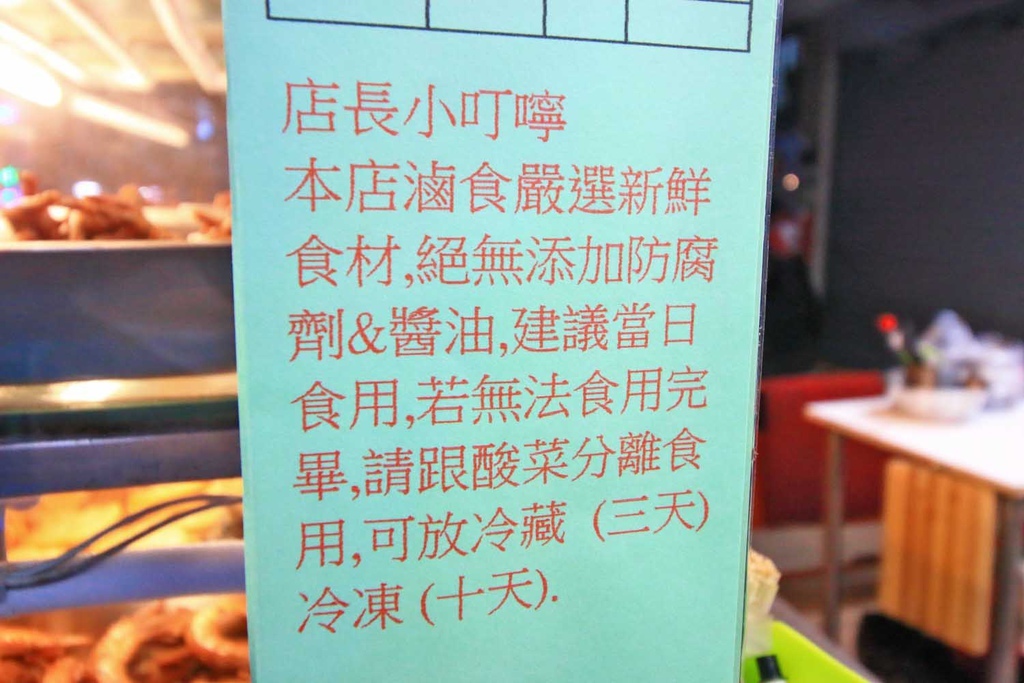 店長小叮嚀
本店滷食嚴選新鮮
食材,絕無添加防腐
劑&醬油,建議當日
食用,若無法食用完
畢,請跟酸菜分離食
用,可放冷藏 (三天)
冷凍(十天).